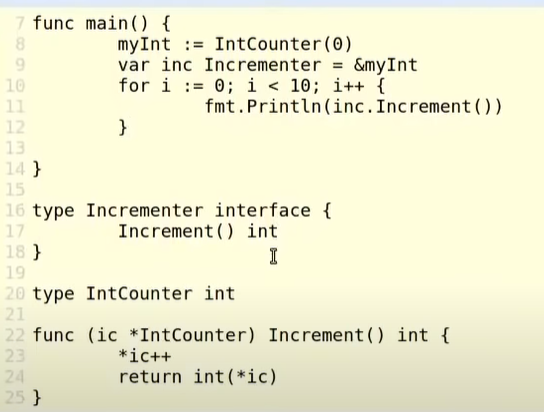 7 func main() {
8 myInt := IntCounter(0)
9 var inc Incrementer = &myInt
10 for i := 0; i < 10; i++ {
11 fmt.Println(inc.Increment())
12 }
13
14 }
15
16 type Incrementer interface {
17 Increment() int
18 }
19
20 type IntCounter int
21
22 func (ic *IntCounter) Increment() int {
23 *ic++
24 return int(*ic)
25 }